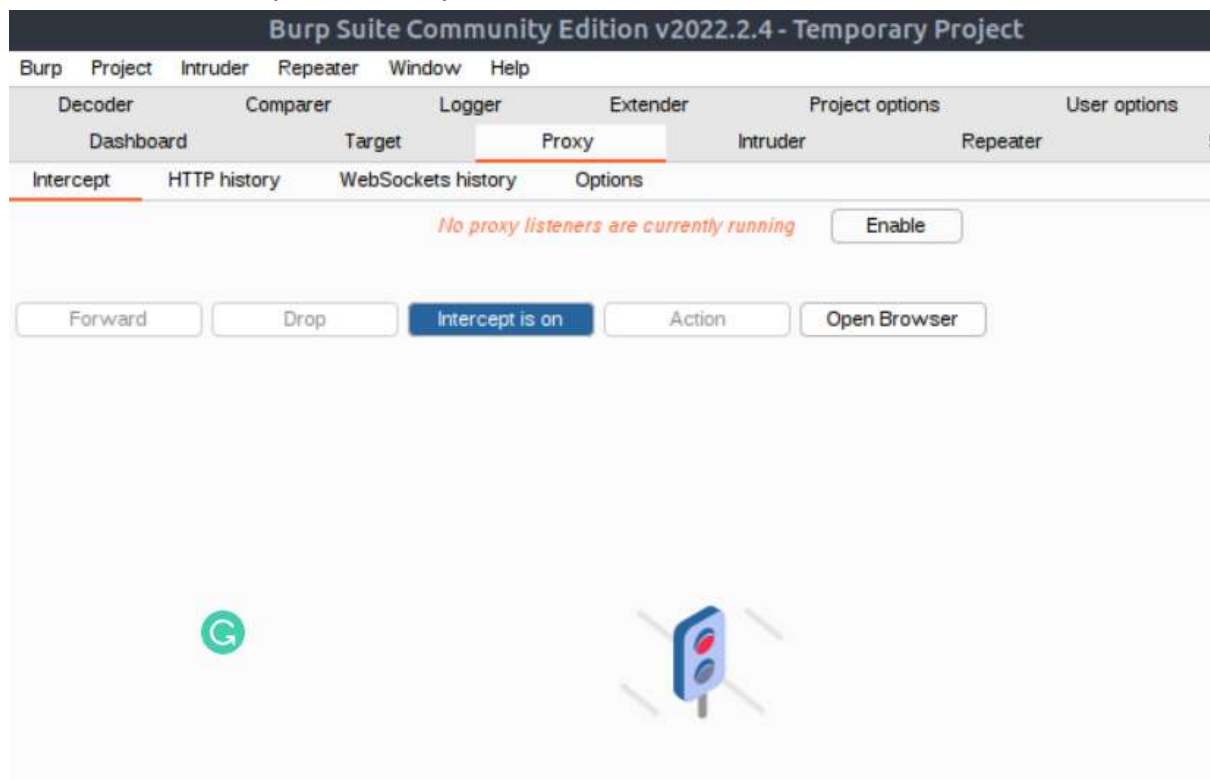 Burp Suite Community Edition v2022.2.4 - Temporary Project
Burp Project Intruder Repeater Window Help
Decoder Comparer Logger Extender Project options User options
Dashboard Target Proxy Intruder Repeater
Intercept HTTP history WebSockets history Options
No proxy listeners are currently running Enable
Forward Drop Intercept is on Action Open Browser